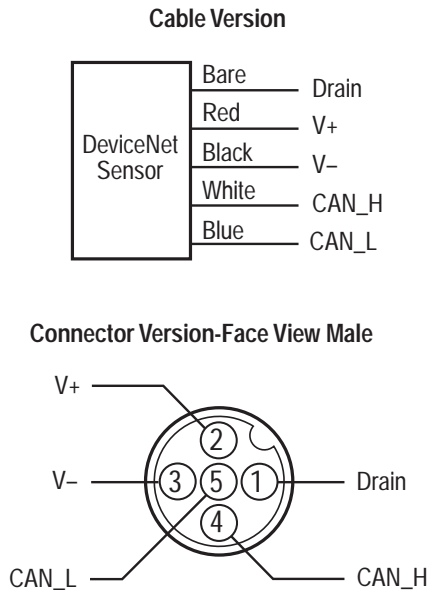 Cable Version
Bare
Drain
Red
V+
DeviceNet
Sensor
Black
V–
White
CAN_H
Blue
CAN_L
Connector Version-Face View Male
V+
2
V–
3
5
1
Drain
4
CAN_L
CAN_H